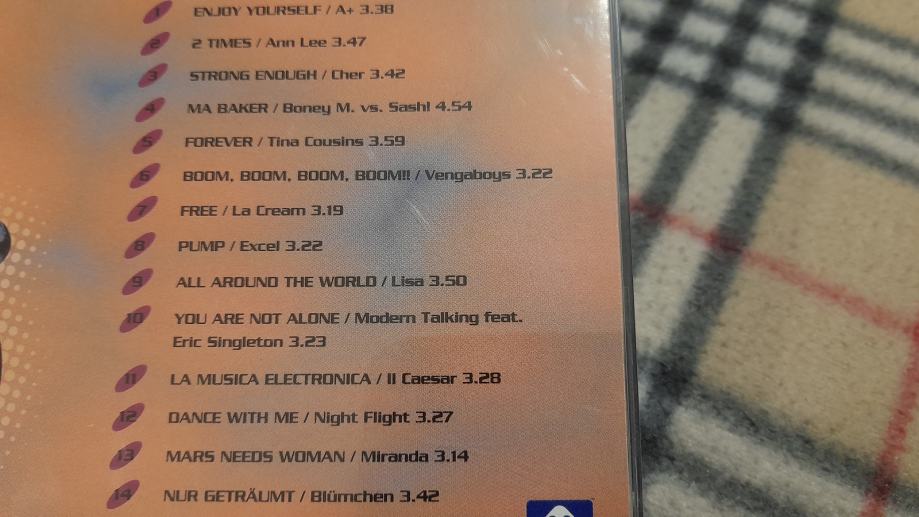 1 ENJOY YOURSELF / A+ 3.38
2 2 TIMES / Ann Lee 3.47
3 STRONG ENOUGH / Cher 3.42
4 MA BAKER / Boney M. vs. Sash! 4.54
5 FOREVER / Tina Cousins 3.59
6 BOOM, BOOM, BOOM, BOOM!! / Vengaboys 3.22
7 FREE / La Cream 3.19
8 PUMP / Excel 3.22
9 ALL AROUND THE WORLD / Lisa 3.50
10 YOU ARE NOT ALONE / Modern Talking feat.
Eric Singleton 3.23
11 LA MUSICA ELECTRONICA / Il Caesar 3.28
12 DANCE WITH ME / Night Flight 3.27
13 MARS NEEDS WOMAN / Miranda 3.14
14 NUR GETRÄUMT / Blümchen 3.42